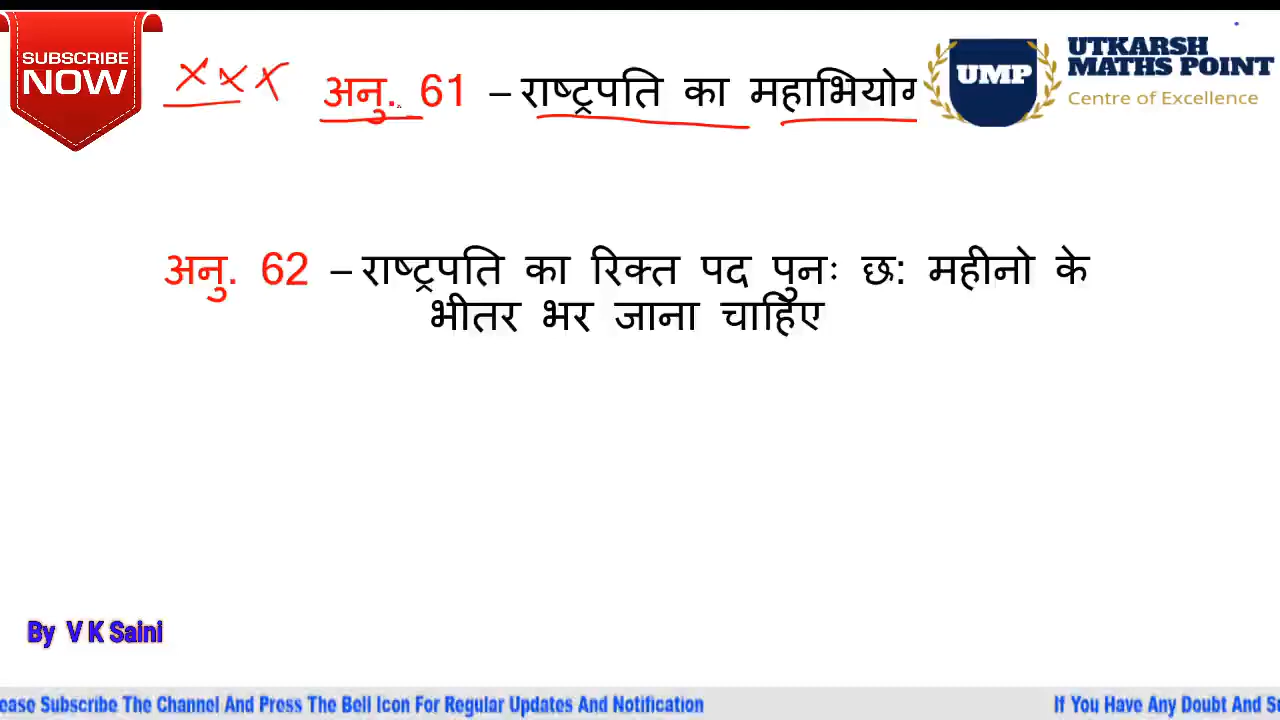 SUBSCRIBE
NOW
xxx
अनु. 61 – राष्ट्रपति का महाभियोग
UMP
UTKARSH
MATHS POINT
Centre of Excellence
अनु. 62 – राष्ट्रपति का रिक्त पद पुनः छ: महीनो के
भीतर भर जाना चाहिए
By V K Saini
ease Subscribe The Channel And Press The Bell Icon For Regular Updates And Notification
If You Have Any Doubt And Su